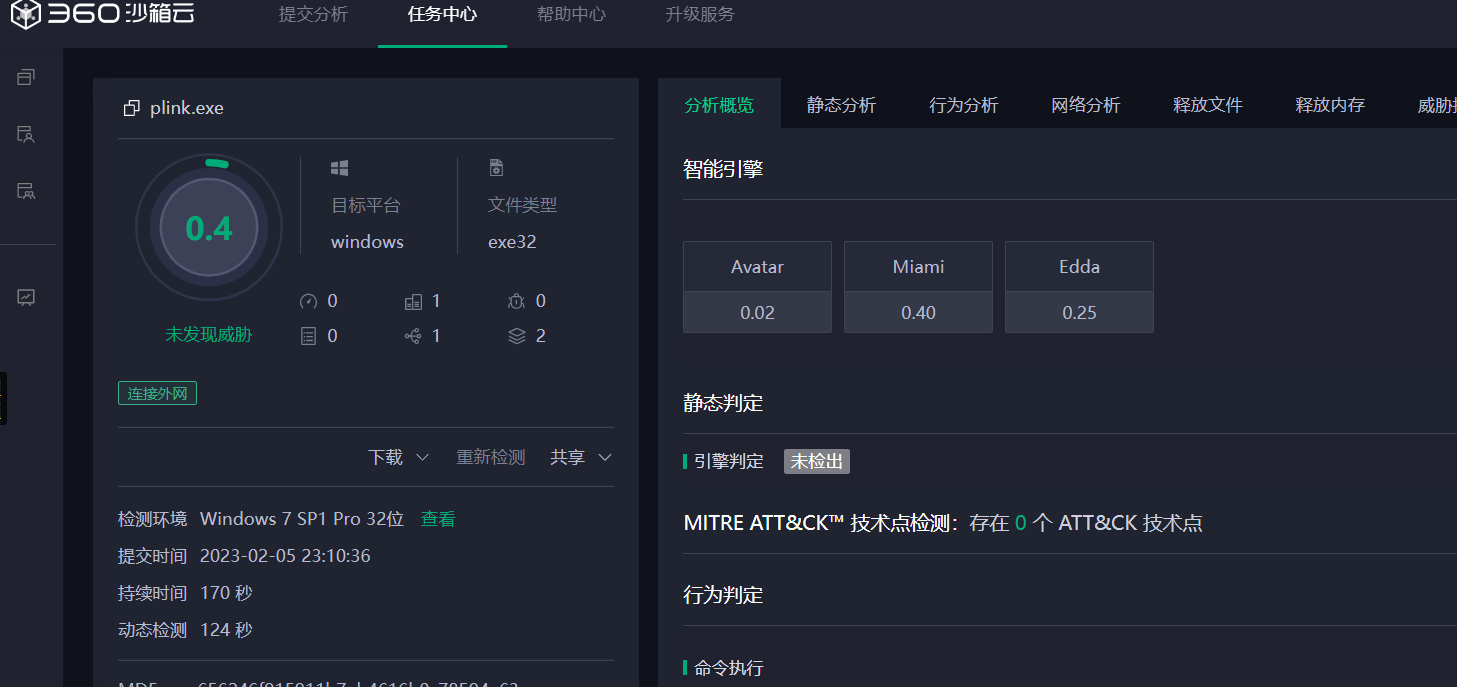 360沙箱云
提交分析 任务中心 帮助中心 升级服务
plink.exe
0.4
未发现威胁
目标平台
windows
文件类型
exe32
0 1 0
0 1 2
连接外网
下载 重新检测 共享
检测环境 Windows 7 SP1 Pro 32位 查看
提交时间 2023-02-05 23:10:36
持续时间 170 秒
动态检测 124 秒
分析概览 静态分析 行为分析 网络分析 释放文件 释放内存 威胁
智能引擎
Avatar Miami Edda
0.02 0.40 0.25
静态判定
引擎判定 未检出
MITRE ATT&CK™ 技术点检测：存在 0 个 ATT&CK 技术点
行为判定
命令执行